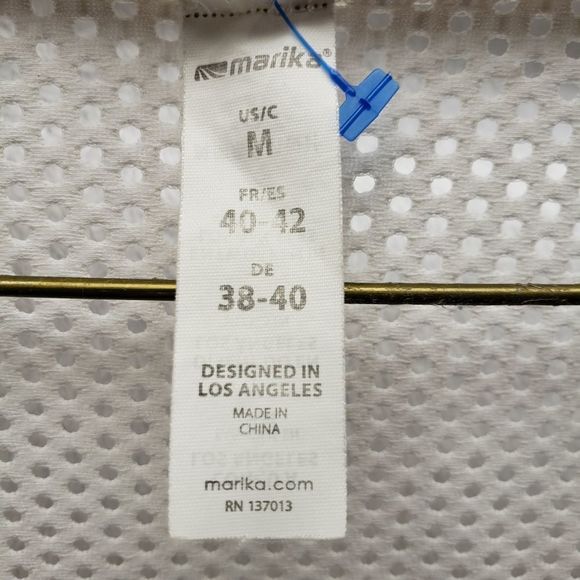 marika®
US/C
M
FR/ES
40-42
DE
38-40
DESIGNED IN
LOS ANGELES
MADE IN
CHINA
marika.com
RN 137013